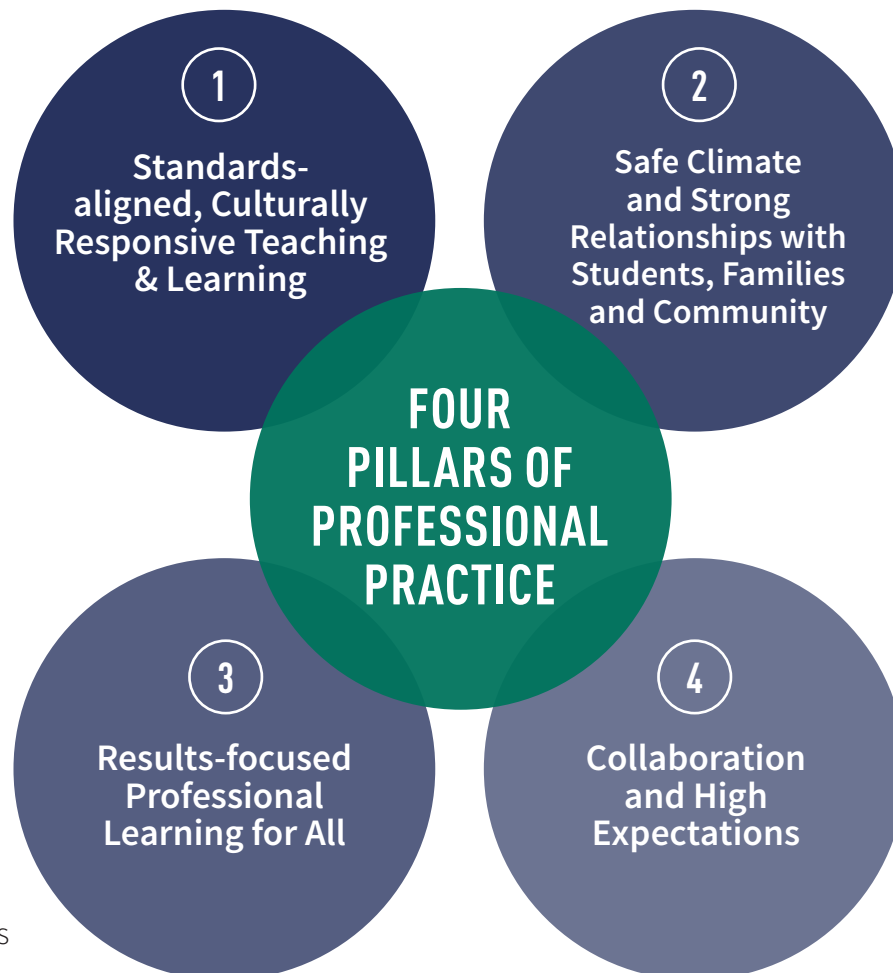 1
Standards-
aligned, Culturally
Responsive Teaching
& Learning
2
Safe Climate
and Strong
Relationships with
Students, Families
and Community
FOUR
PILLARS OF
PROFESSIONAL
PRACTICE
3
Results-focused
Professional
Learning for All
4
Collaboration
and High
Expectations
S